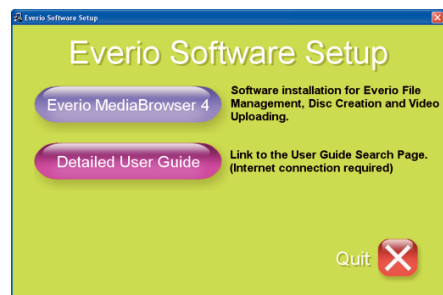 Everio Software Setup
Everio Software Setup
Everio MediaBrowser 4
Software installation for Everio File
Management, Disc Creation and Video
Uploading.
Detailed User Guide
Link to the User Guide Search Page.
(Internet connection required)
Quit